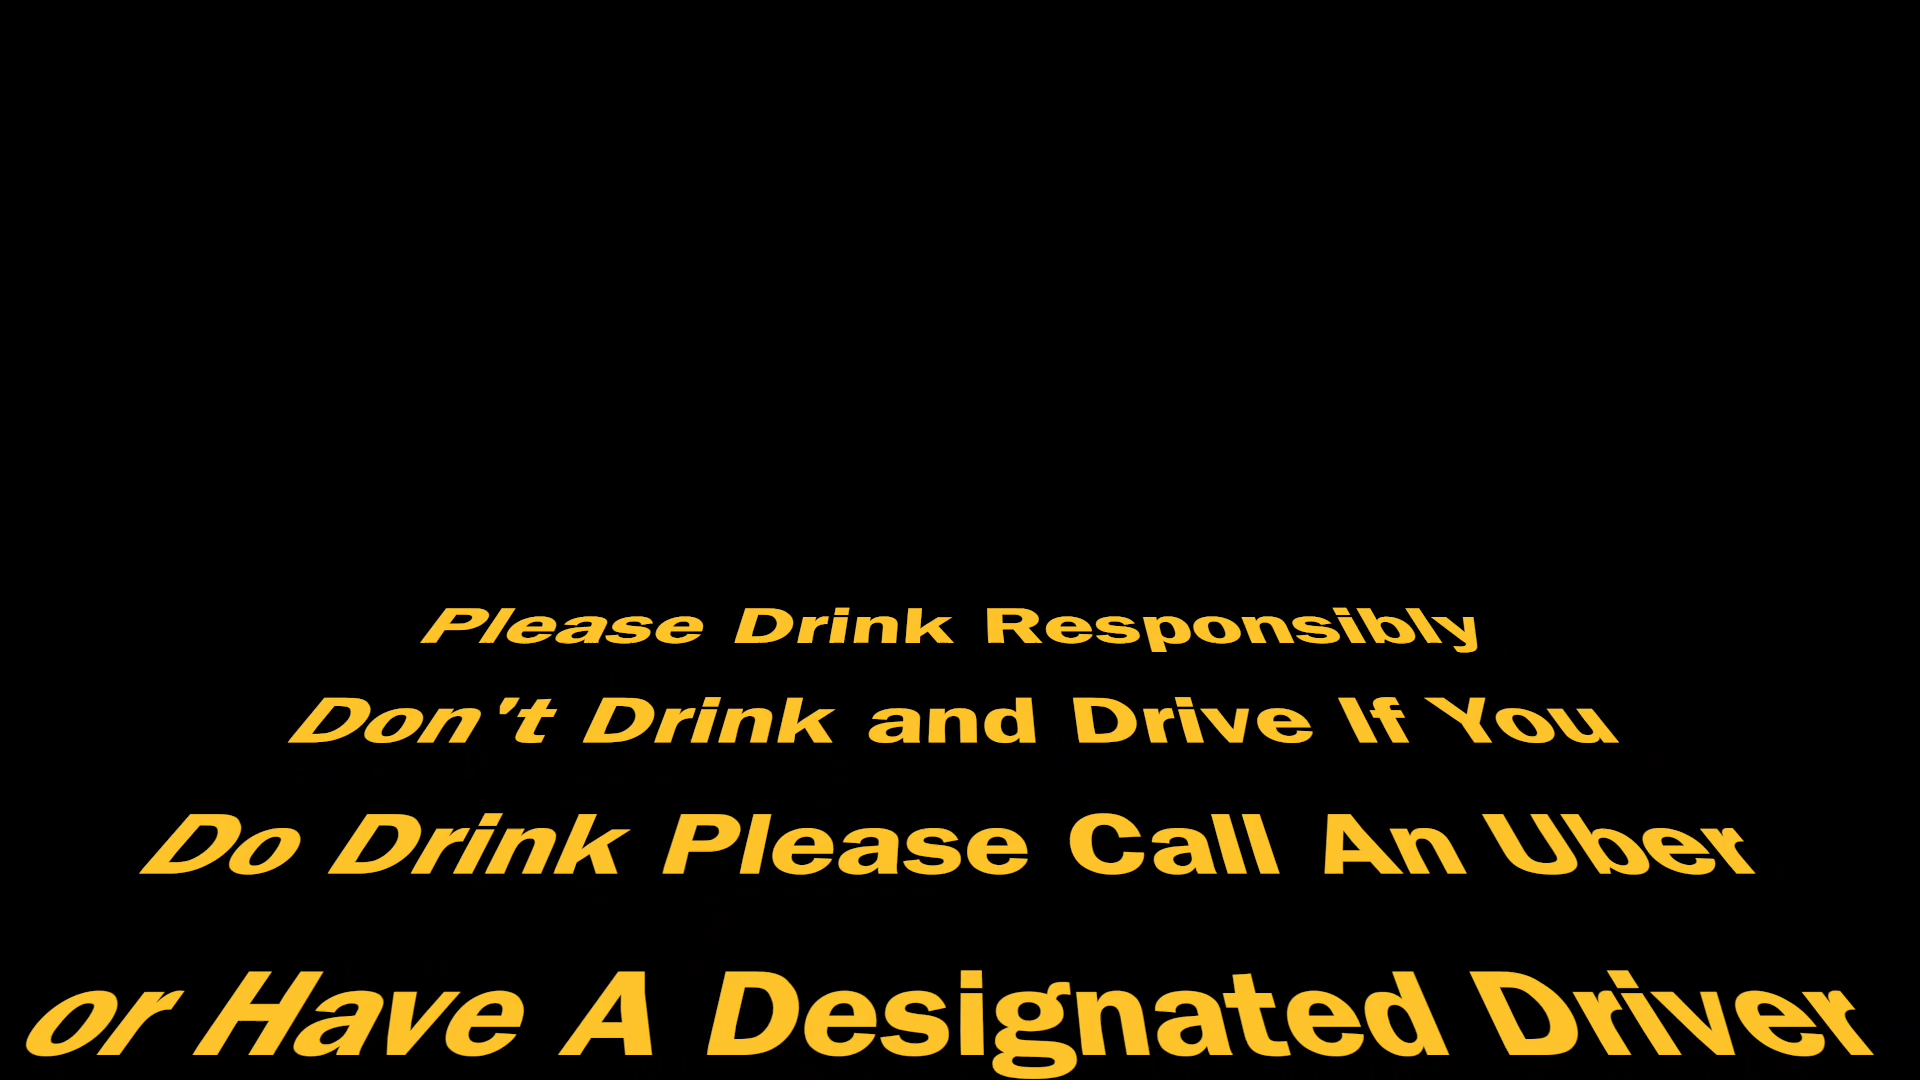 Please Drink Responsibly
Don't Drink and Drive If You
Do Drink Please Call An Uber
or Have A Designated Driver